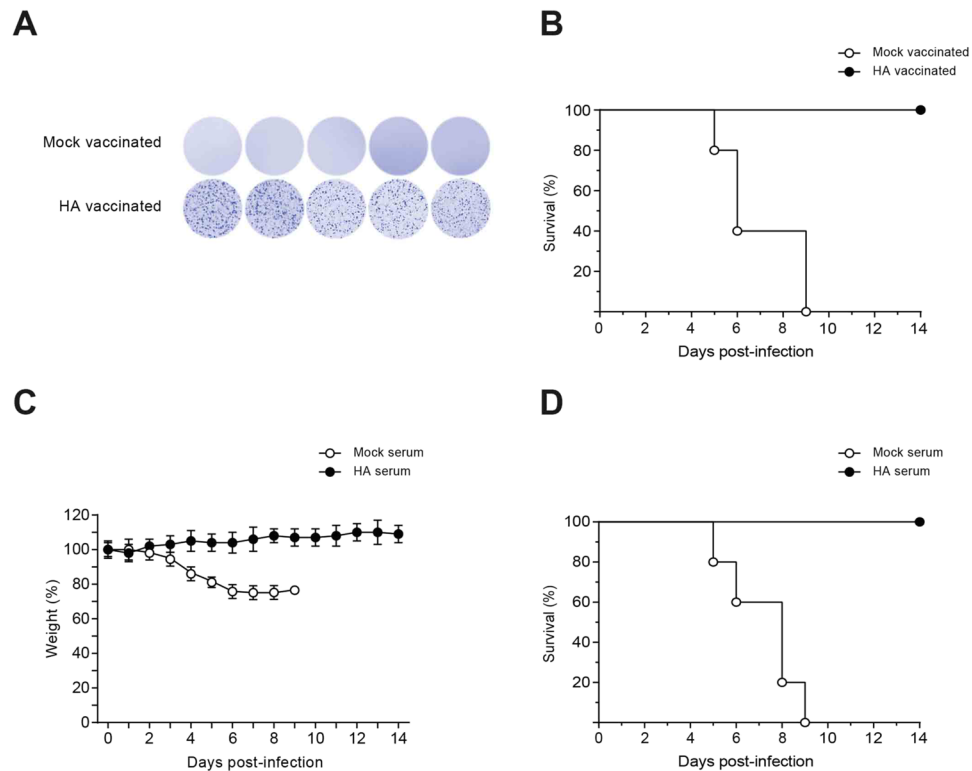 A
Mock vaccinated
HA vaccinated
B
Mock vaccinated
HA vaccinated
100
80
60
40
20
0 2 4 6 8 10 12 14
Survival (%)
Days post-infection
C
Mock serum
HA serum
120
100
80
60
40
20
0
0 2 4 6 8 10 12 14
Weight (%)
Days post-infection
D
Mock serum
HA serum
100
80
60
40
20
0 2 4 6 8 10 12 14
Survival (%)
Days post-infection